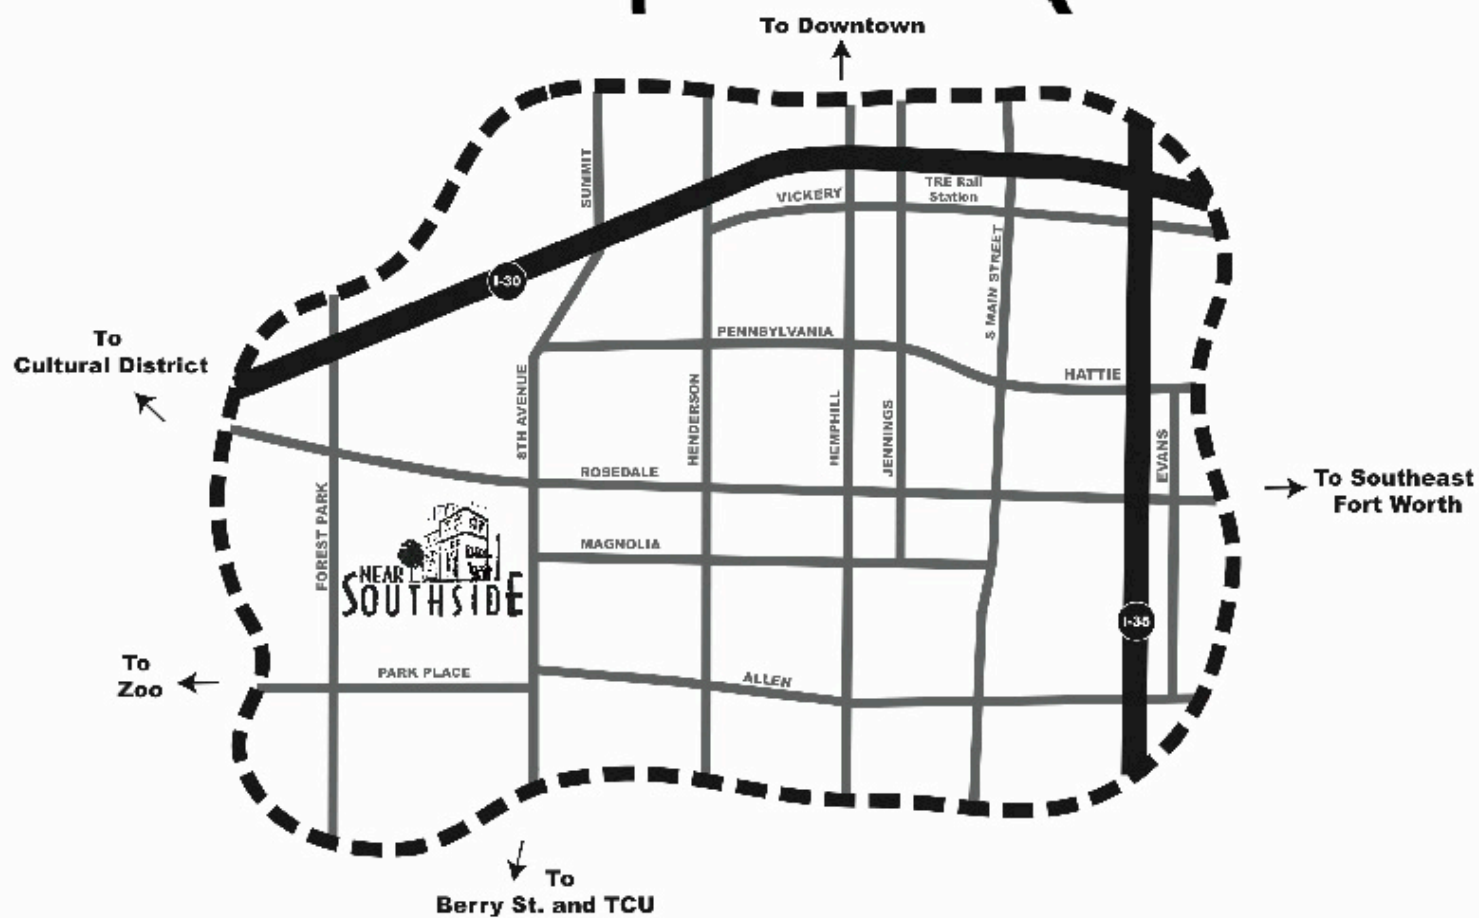 To Downtown
SUMMIT
VICKERY
TRE Rail
Station
I-30
S MAIN STREET
PENNSYLVANIA
To
Cultural District
HATTIE
8TH AVENUE
HENDERSON
HEMPHILL
JENNINGS
EVANS
ROSEDALE
To Southeast
Fort Worth
FOREST PARK
MAGNOLIA
NEAR
SOUTHSIDE
I-35
To
Zoo
PARK PLACE
ALLEN
To
Berry St. and TCU